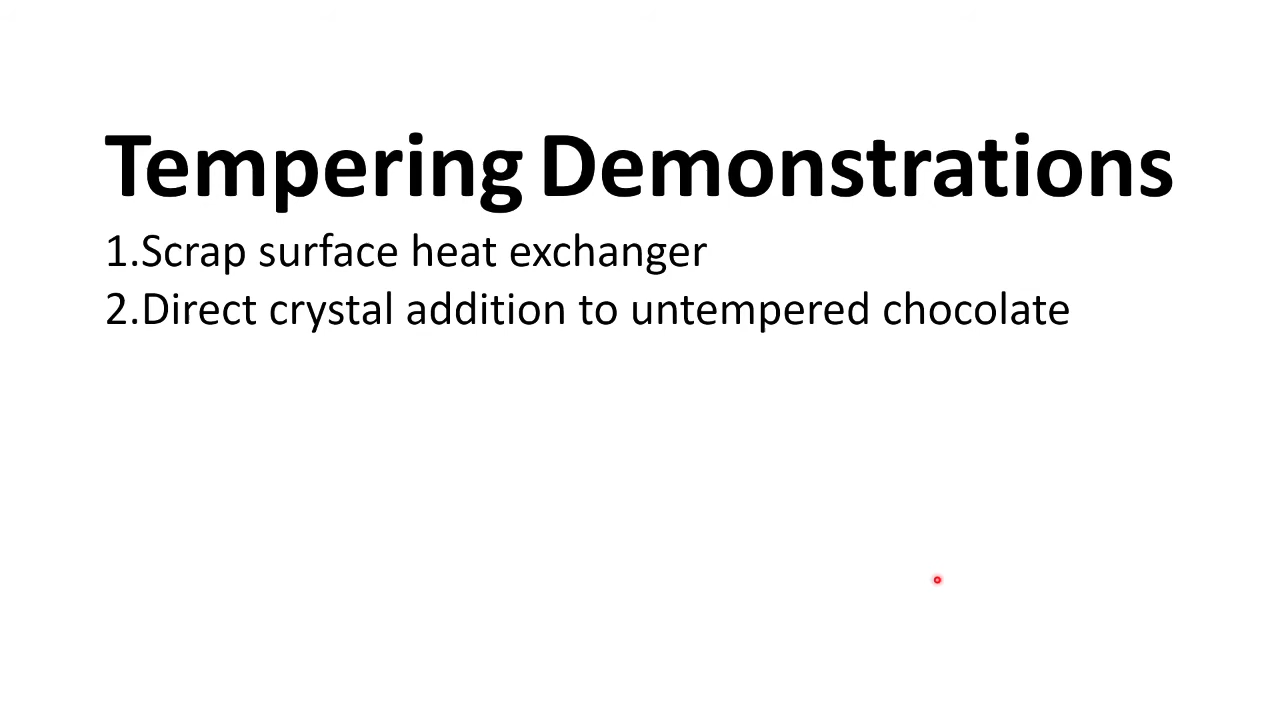 Tempering Demonstrations
1.Scrap surface heat exchanger
2.Direct crystal addition to untempered chocolate